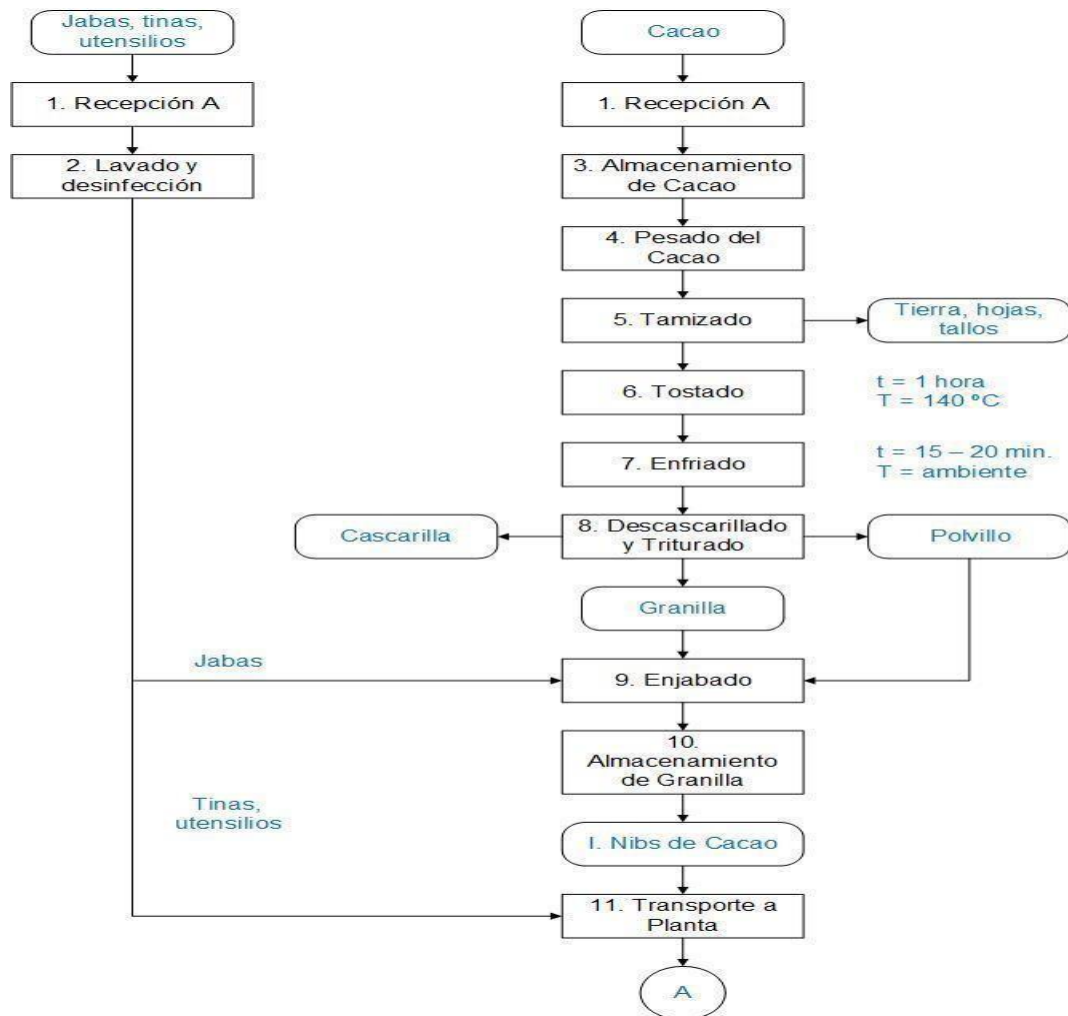 Jabas, tinas,
utensilios
Cacao
1. Recepción A
1. Recepción A
2. Lavado y
desinfección
3. Almacenamiento
de Cacao
4. Pesado del
Cacao
5. Tamizado
Tierra, hojas,
tallos
6. Tostado
t = 1 hora
T = 140 ºC
7. Enfriado
t = 15 – 20 min.
T = ambiente
Cascarilla
8. Descascarillado
y Triturado
Polvillo
Granilla
Jabas
9. Enjabado
10.
Almacenamiento
de Granilla
Tinas,
utensilios
I. Nibs de Cacao
11. Transporte a
Planta
A